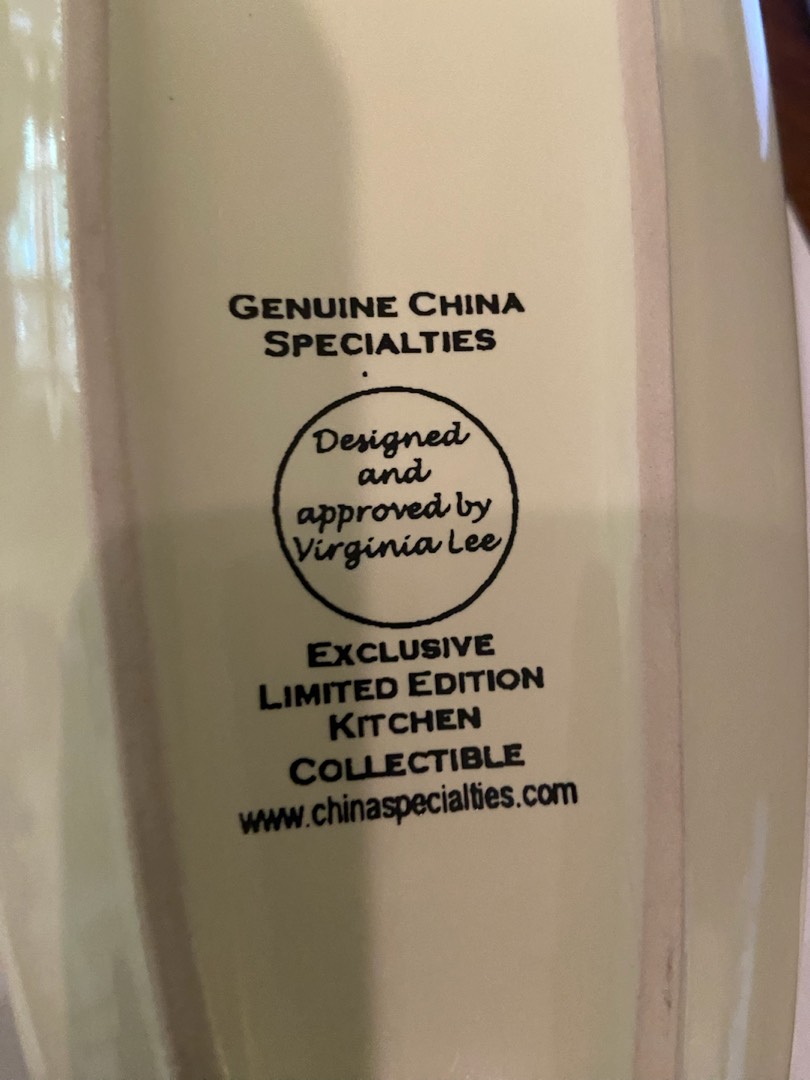 GENUINE CHINA
SPECIALTIES
Designed
and
approved by
Virginia Lee
EXCLUSIVE
LIMITED EDITION
KITCHEN
COLLECTIBLE
www.chinaspecialties.com